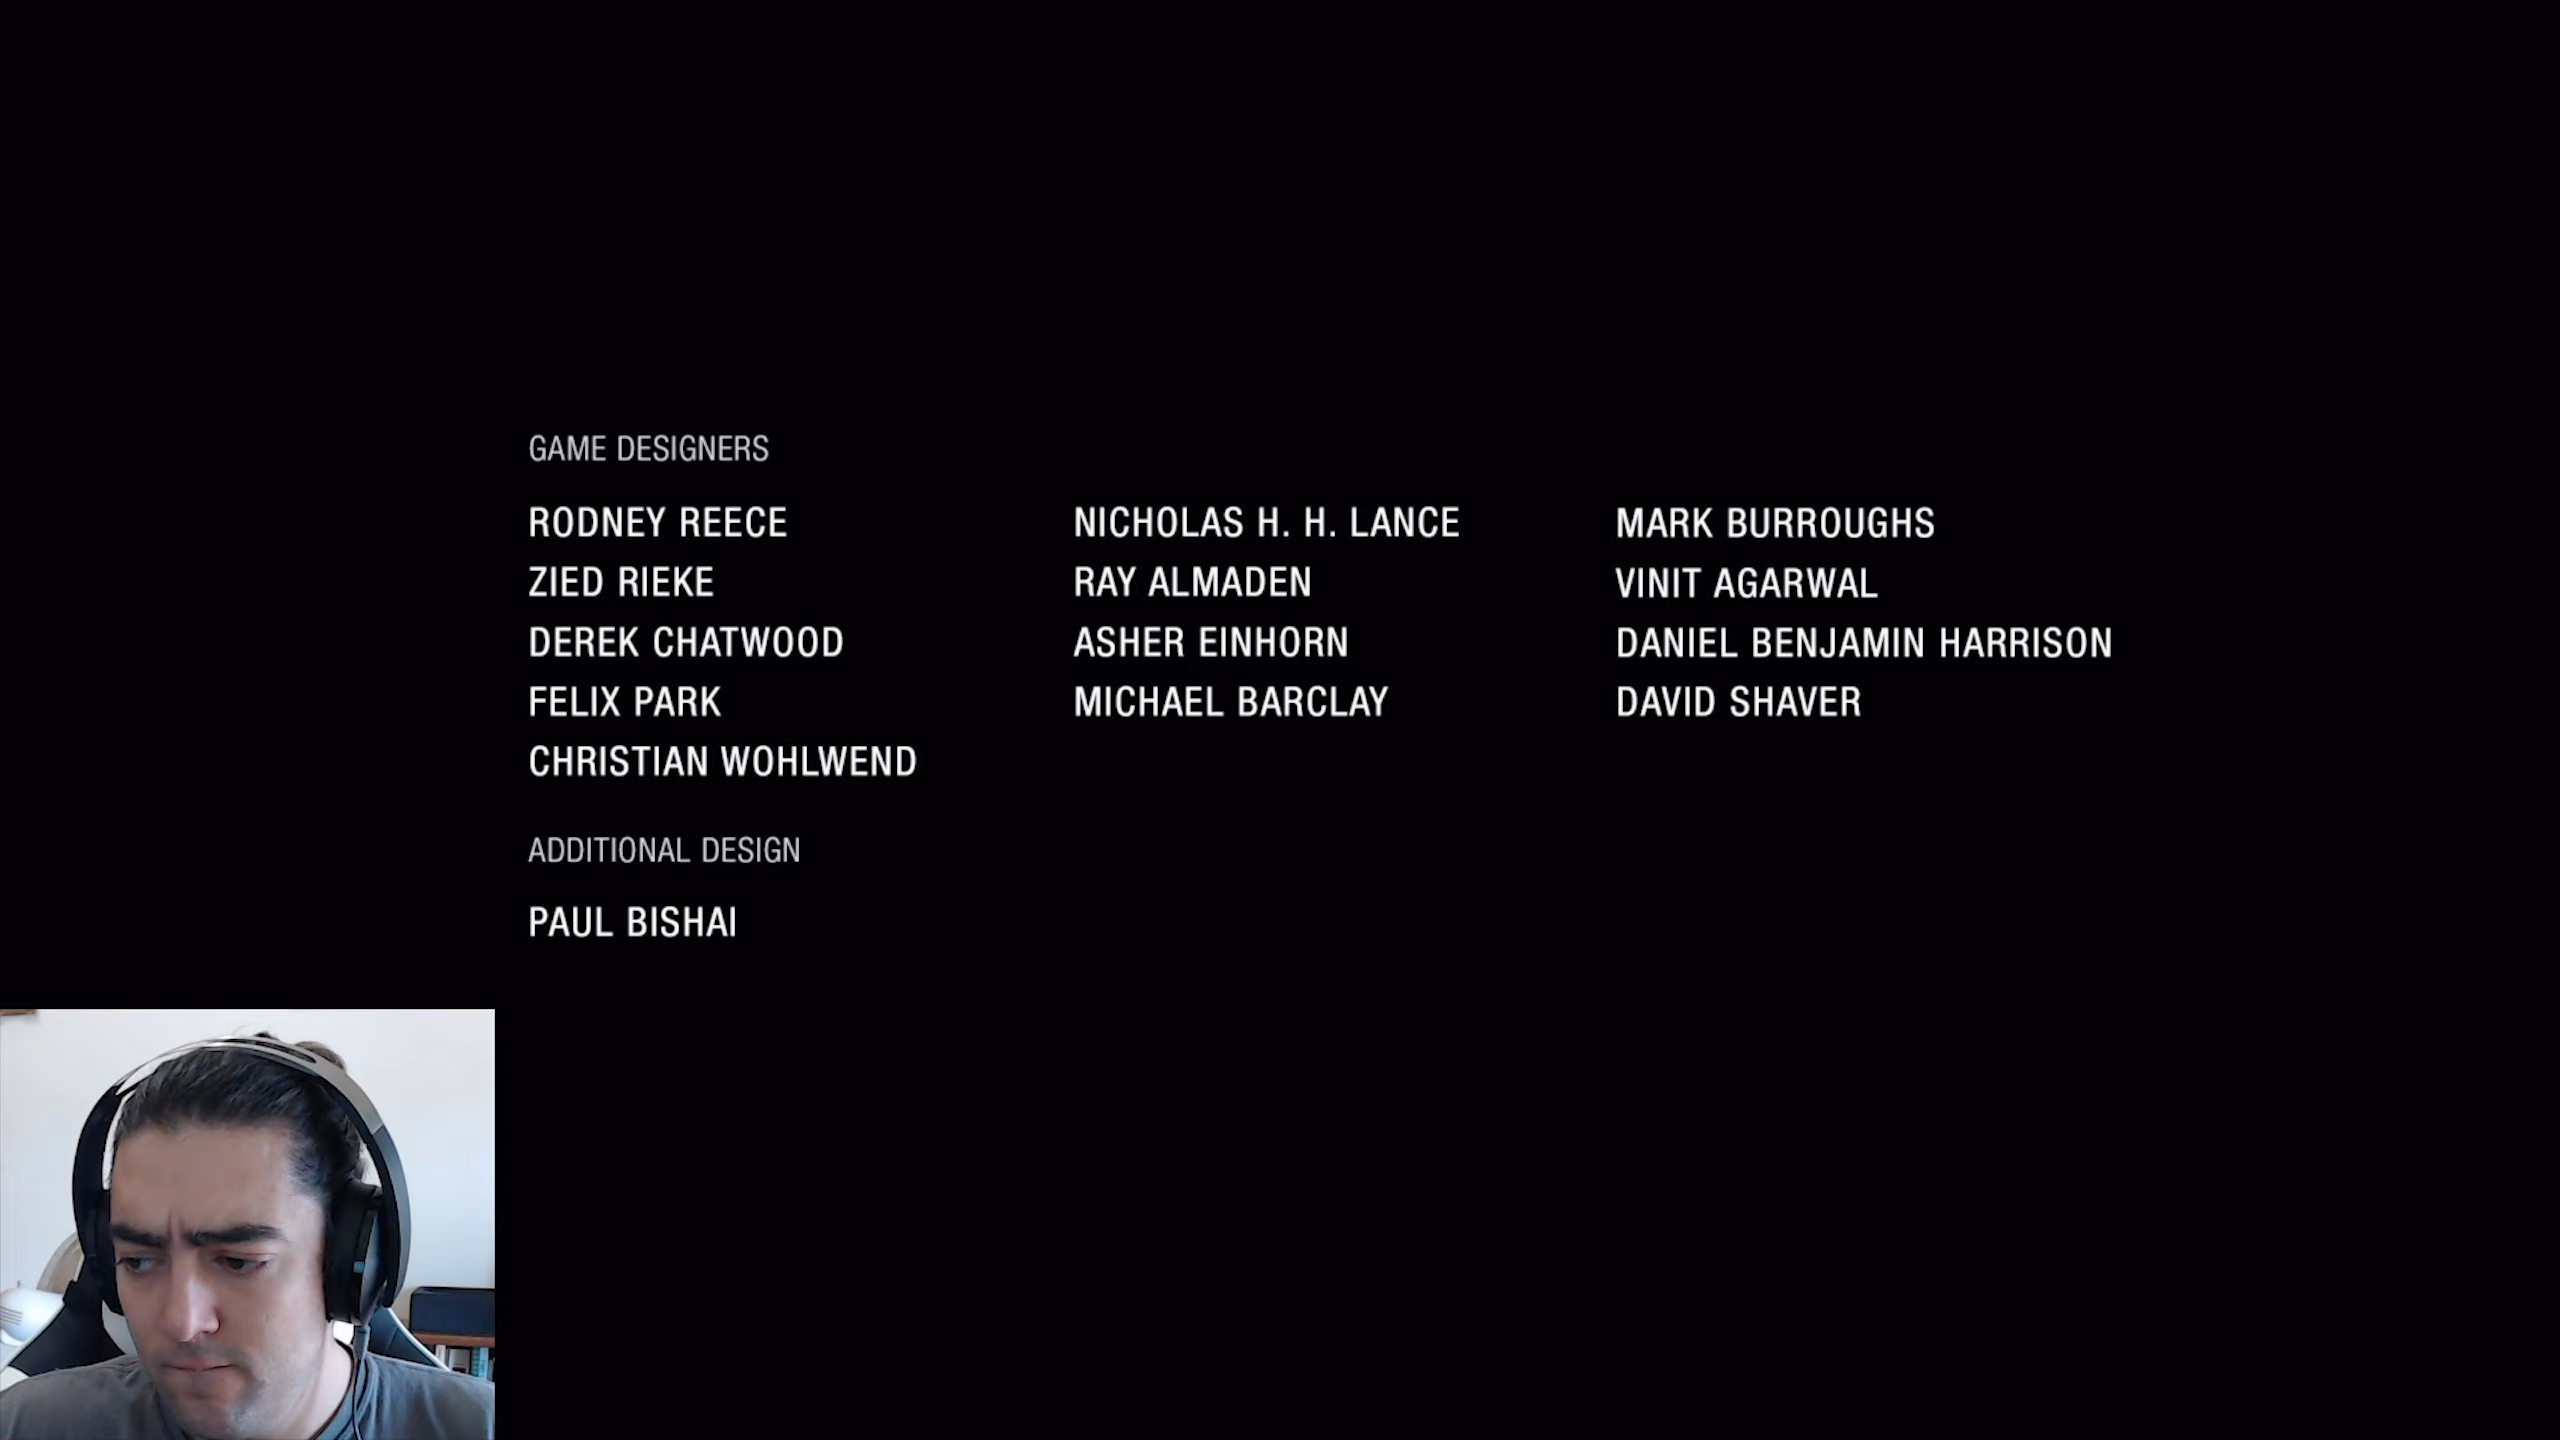 GAME DESIGNERS
RODNEY REECE
ZIED RIEKE
DEREK CHATWOOD
FELIX PARK
CHRISTIAN WOHLWEND
NICHOLAS H. H. LANCE
RAY ALMADEN
ASHER EINHORN
MICHAEL BARCLAY
MARK BURROUGHS
VINIT AGARWAL
DANIEL BENJAMIN HARRISON
DAVID SHAVER
ADDITIONAL DESIGN
PAUL BISHAI